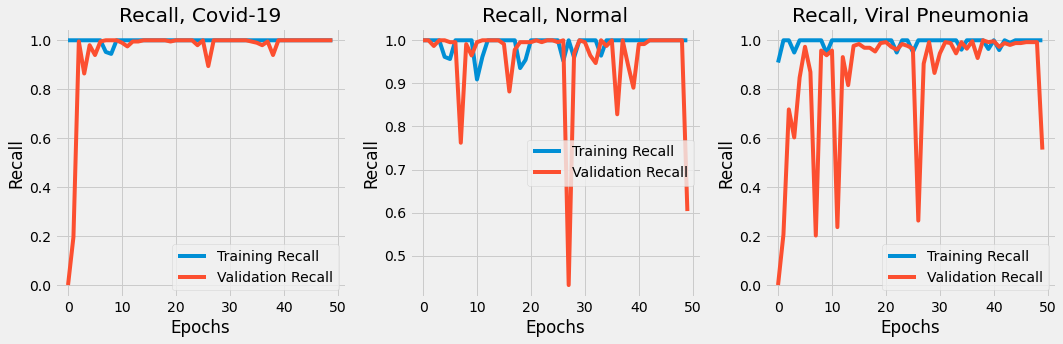 Recall, Covid-19
Recall
1.0
0.8
0.6
0.4
0.2
0.0
0
10
20
30
40
50
Epochs
Training Recall
Validation Recall
Recall, Normal
Recall
1.0
0.9
0.8
0.7
0.6
0.5
0
10
20
30
40
50
Epochs
Training Recall
Validation Recall
Recall, Viral Pneumonia
Recall
1.0
0.8
0.6
0.4
0.2
0.0
0
10
20
30
40
50
Epochs
Training Recall
Validation Recall